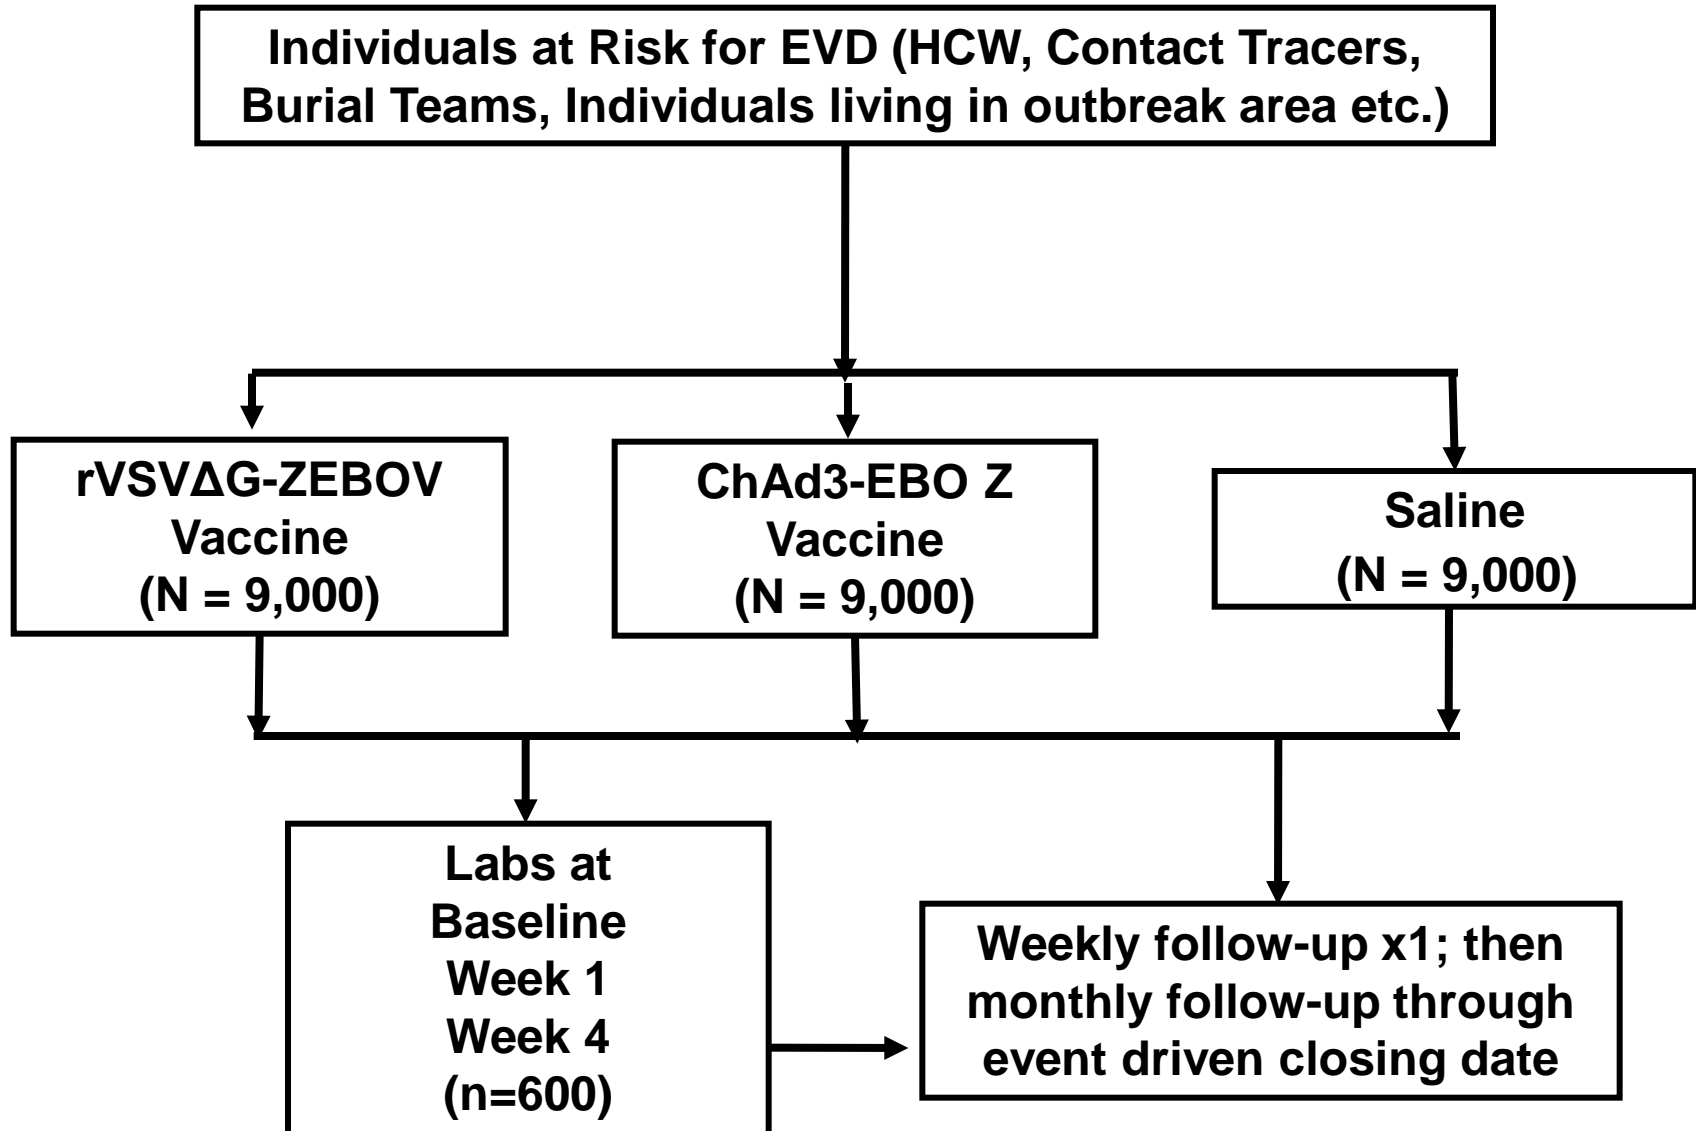 Individuals at Risk for EVD (HCW, Contact Tracers,
Burial Teams, Individuals living in outbreak area etc.)
rVSVΔG-ZEBOV
Vaccine
(N = 9,000)
ChAd3-EBO Z
Vaccine
(N = 9,000)
Saline
(N = 9,000)
Labs at
Baseline
Week 1
Week 4
(n=600)
Weekly follow-up x1; then
monthly follow-up through
event driven closing date